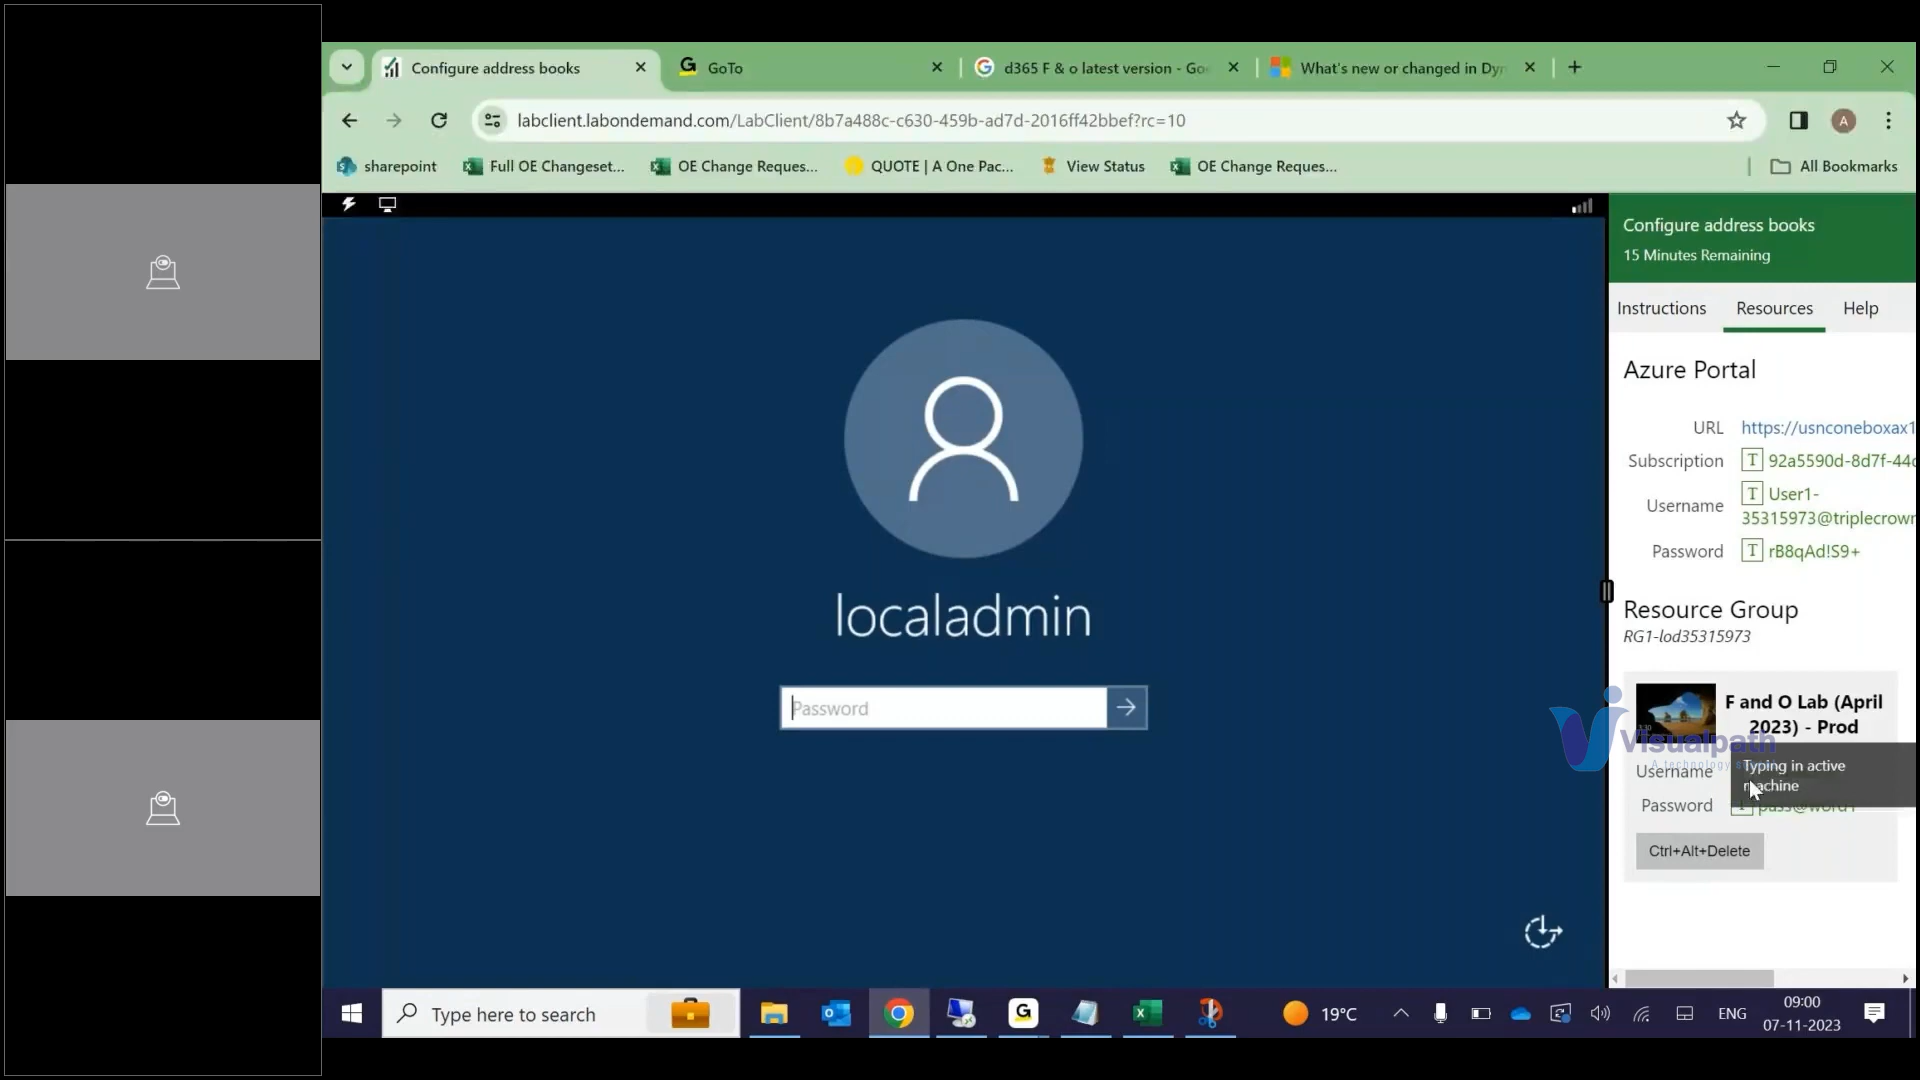 Configure address books
GoTo
d365 F & o latest version - Go
What's new or changed in Dyn
labclient.labondemand.com/LabClient/8b7a488c-c630-459b-ad7d-2016ff42bbef?rc=10
A
sharepoint
Full OE Changeset...
OE Change Reques...
QUOTE | A One Pac...
View Status
OE Change Reques...
All Bookmarks
localadmin
Password
Configure address books
15 Minutes Remaining
Instructions Resources Help
Azure Portal
URL https://usnconeboxax1
Subscription T 92a5590d-8d7f-44
Username T User1-
35315973@triplecrown
Password T rB8qAd!S9+
Resource Group
RG1-lod35315973
F and O Lab (April
2023) - Prod
Visualpath
Username
Typing in active
machine
Password T pass@word1
Ctrl+Alt+Delete
Type here to search
19°C
ENG
09:00
07-11-2023